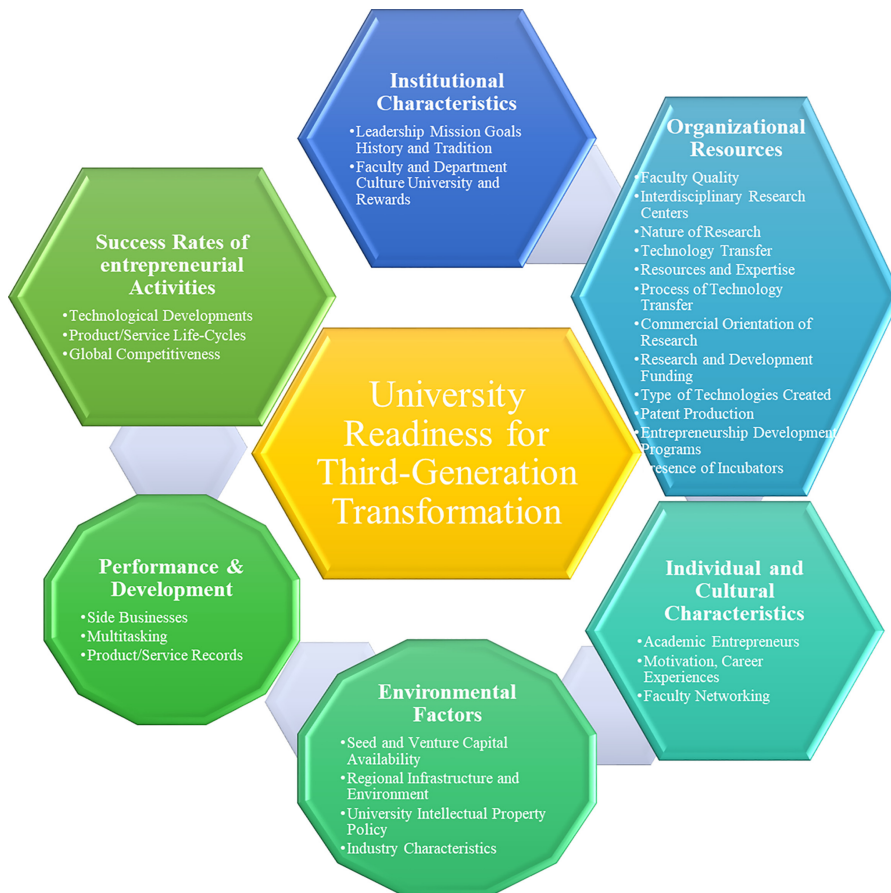 Institutional
Characteristics
•Leadership Mission Goals
History and Tradition
•Faculty and Department
Culture University and
Rewards
Organizational
Resources
•Faculty Quality
•Interdisciplinary Research
Centers
•Nature of Research
•Technology Transfer
•Resources and Expertise
•Process of Technology
Transfer
•Commercial Orientation of
Research
•Research and Development
Funding
•Type of Technologies Created
•Patent Production
•Entrepreneurship Development
Programs
•Presence of Incubators
Individual and
Cultural
Characteristics
•Academic Entrepreneurs
•Motivation, Career
Experiences
•Faculty Networking
Environmental
Factors
•Seed and Venture Capital
Availability
•Regional Infrastructure and
Environment
•University Intellectual Property
Policy
•Industry Characteristics
Performance &
Development
•Side Businesses
•Multitasking
•Product/Service Records
Success Rates of
entrepreneurial
Activities
•Technological Developments
•Product/Service Life-Cycles
•Global Competitiveness
University
Readiness for
Third-Generation
Transformation